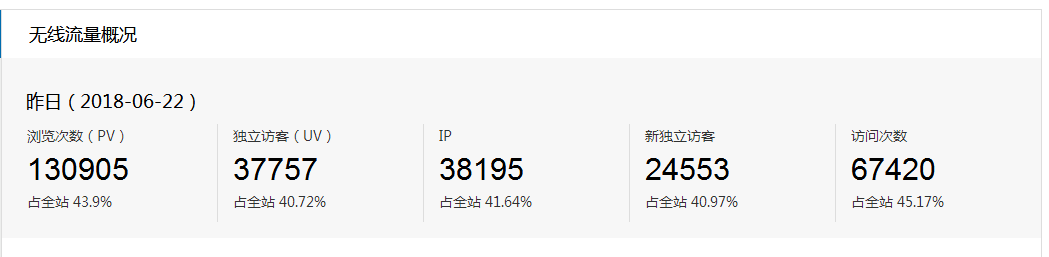 无线流量概况
昨日（2018-06-22）
浏览次数（PV）
130905
占全站 43.9%
独立访客（UV）
37757
占全站 40.72%
IP
38195
占全站 41.64%
新独立访客
24553
占全站 40.97%
访问次数
67420
占全站 45.17%